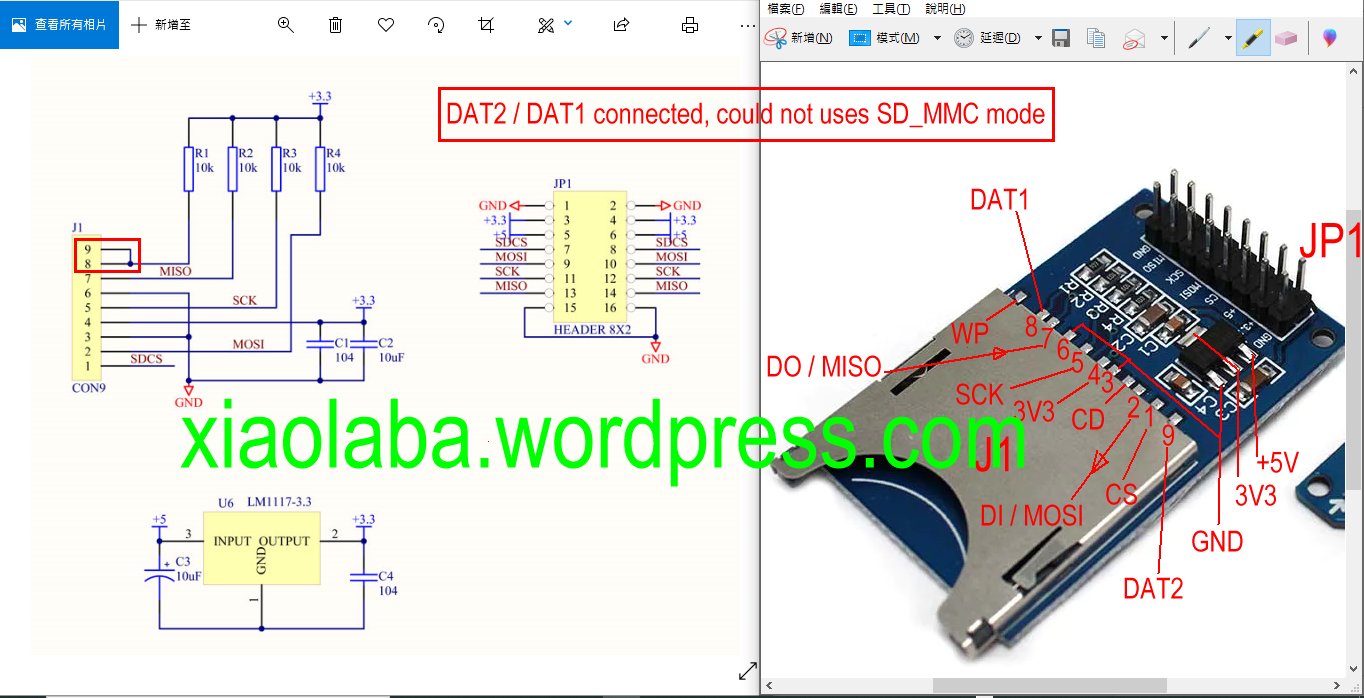 查看所有相片
新增至
檔案(F) 編輯(E) 工具(T) 說明(H)
新增(N) 模式(M) 延遲(D)
DAT2 / DAT1 connected, could not uses SD_MMC mode
+3.3
R1 R2 R3 R4
10k 10k 10k 10k
J1
9
8
7
6
5
4
3
2
1
MISO
SCK
MOSI
SDCS
CON9
GND
+3.3
C1 C2
104 10uF
JP1
GND 1 2 GND
+3.3 3 4 +3.3
+5 5 6 +5
SDCS 7 8 SDCS
MOSI 9 10 MOSI
SCK 11 12 SCK
MISO 13 14 MISO
15 16
HEADER 8X2
GND
xiaolaba.wordpress.com
U6 LM1117-3.3
+5 3 INPUT OUTPUT 2 +3.3
GND
1
C3
10uF
C4
104
DAT1
JP1
GND
MISO
SCK
MOSI
CS
+5
GND
R1
R2
R3
R4
C2
C1
C4
C3
WP
8
7
6
5
4
3
2
1
9
DO / MISO
SCK
3V3
CD
J1
DI / MOSI
CS
DAT2
GND
3V3
+5V